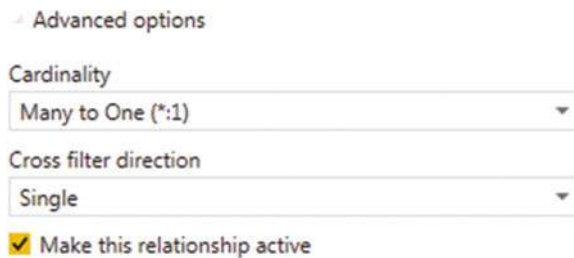 Advanced options
Cardinality
Many to One (*:1)
Cross filter direction
Single
Make this relationship active